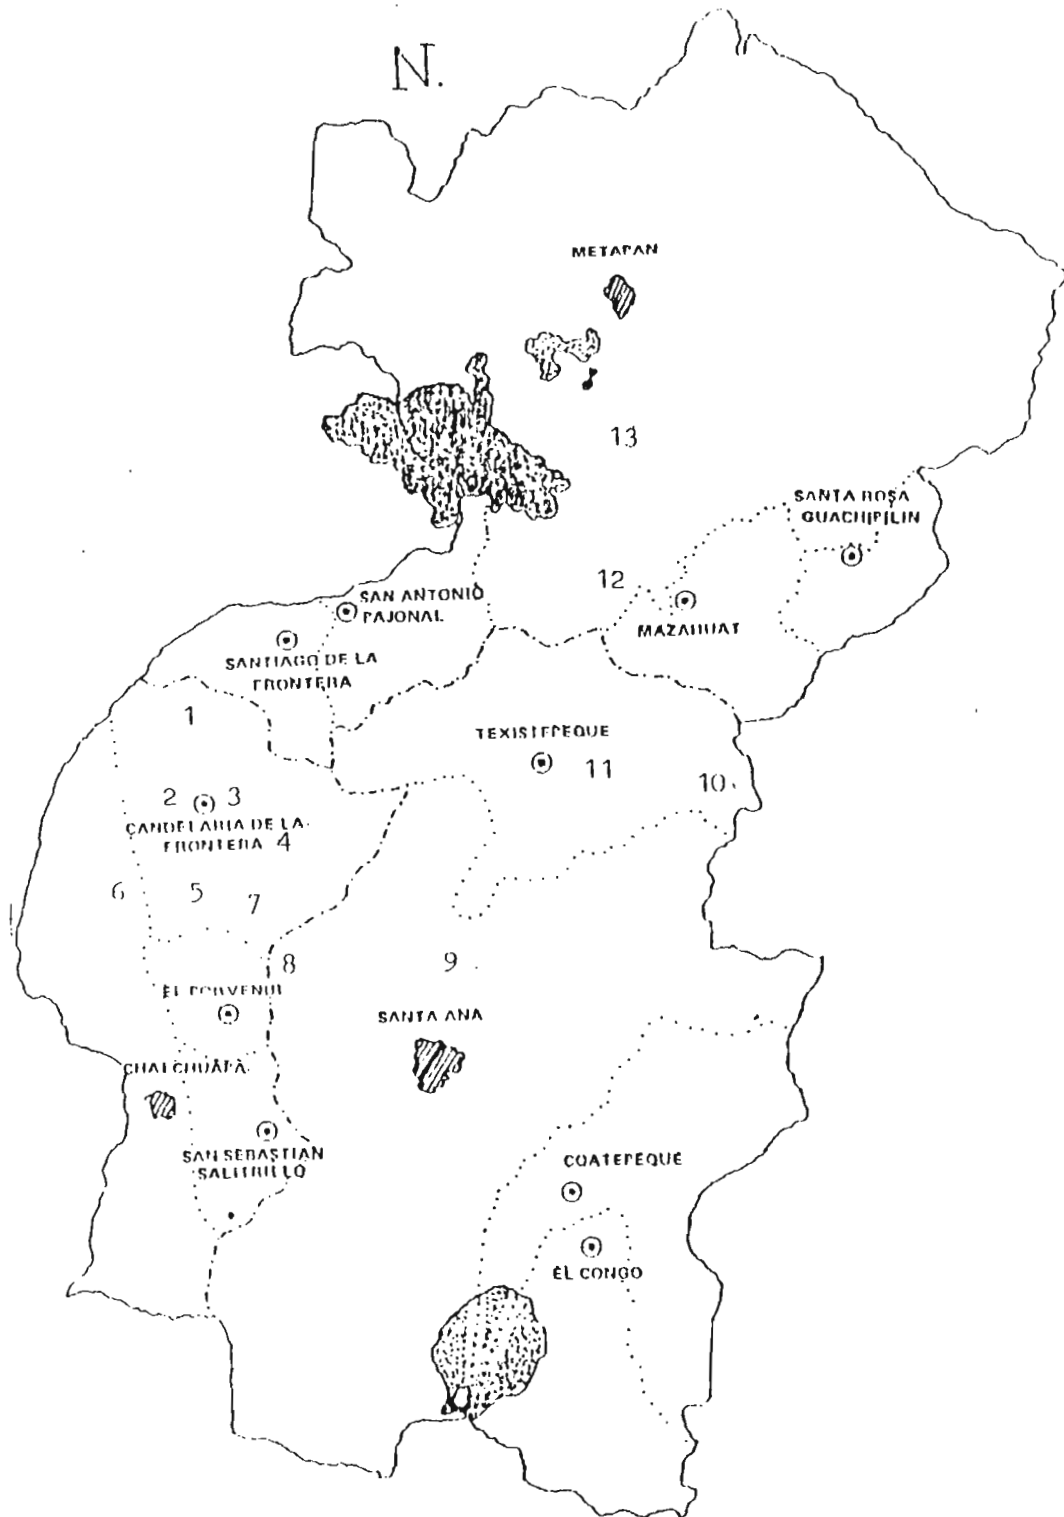 N.
METAPAN
13
SANTA ROSA
GUACHIPILIN
12
SAN ANTONIO
PAJONAL
MAZAHUAT
SANTIAGO DE LA
FRONTERA
1
TEXISTEPEQUE
11
10
2
3
CANDELARIA DE LA
FRONTERA 4
6
5
7
8
9
EL PORVENIR
SANTA ANA
CHALCHUAPA
SAN SEBASTIAN
SALITRILLO
COATEPEQUE
EL CONGO